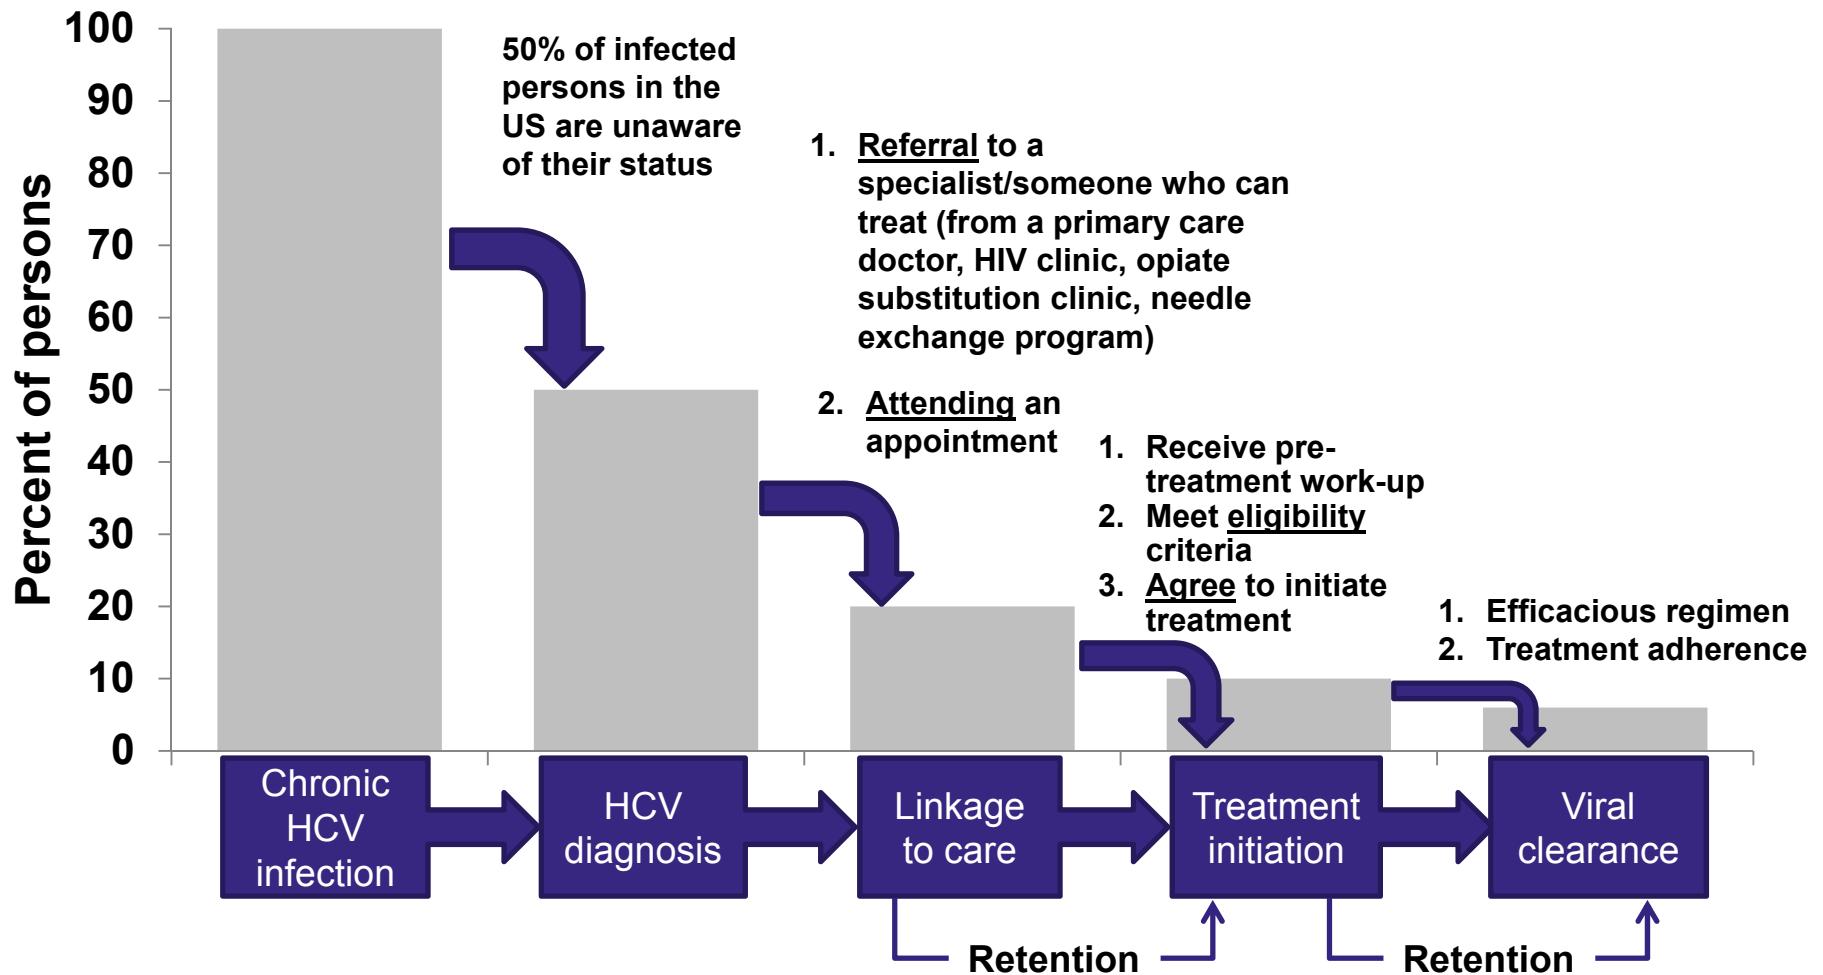 Percent of persons
100
90
80
70
60
50
40
30
20
10
0
50% of infected
persons in the
US are unaware
of their status
1. Referral to a
specialist/someone who can
treat (from a primary care
doctor, HIV clinic, opiate
substitution clinic, needle
exchange program)
2. Attending an
appointment
1. Receive pre-
treatment work-up
2. Meet eligibility
criteria
3. Agree to initiate
treatment
1. Efficacious regimen
2. Treatment adherence
Chronic
HCV
infection
HCV
diagnosis
Linkage
to care
Treatment
initiation
Viral
clearance
Retention
Retention